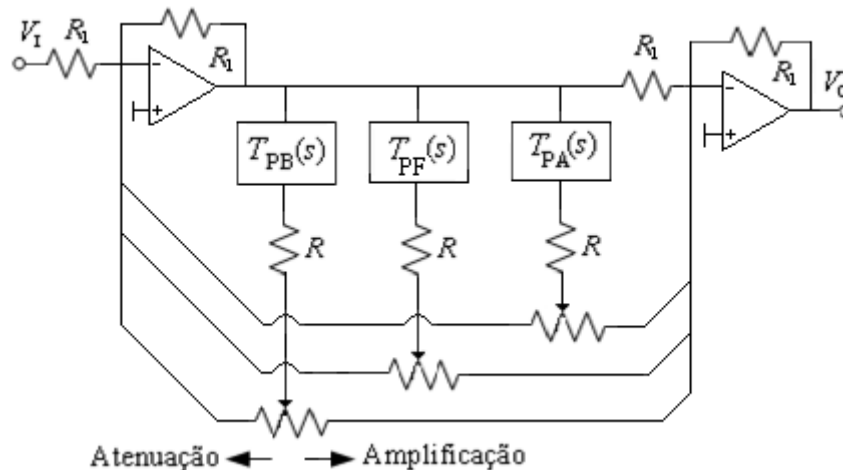 V_I
R_1
R_1
R_1
R_1
V_O
-
+
-
+
T_PB(s)
T_PF(s)
T_PA(s)
R
R
R
Atenuação
Amplificação